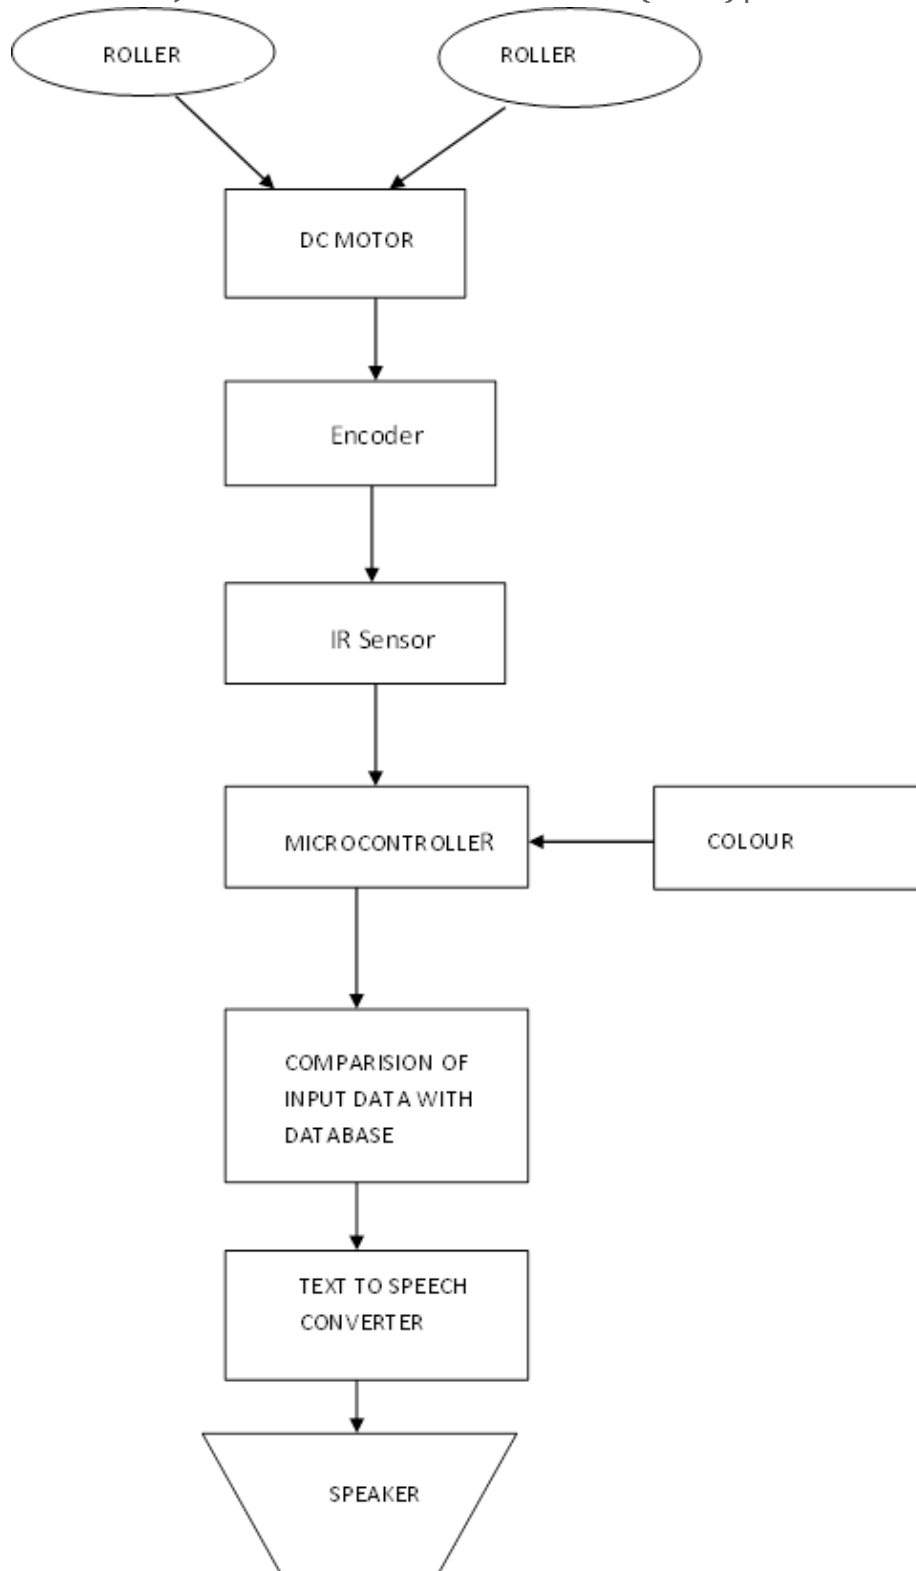 ROLLER
ROLLER
DC MOTOR
Encoder
IR Sensor
MICROCONTROLLER
COLOUR
COMPARISION OF
INPUT DATA WITH
DATABASE
TEXT TO SPEECH
CONVERTER
SPEAKER